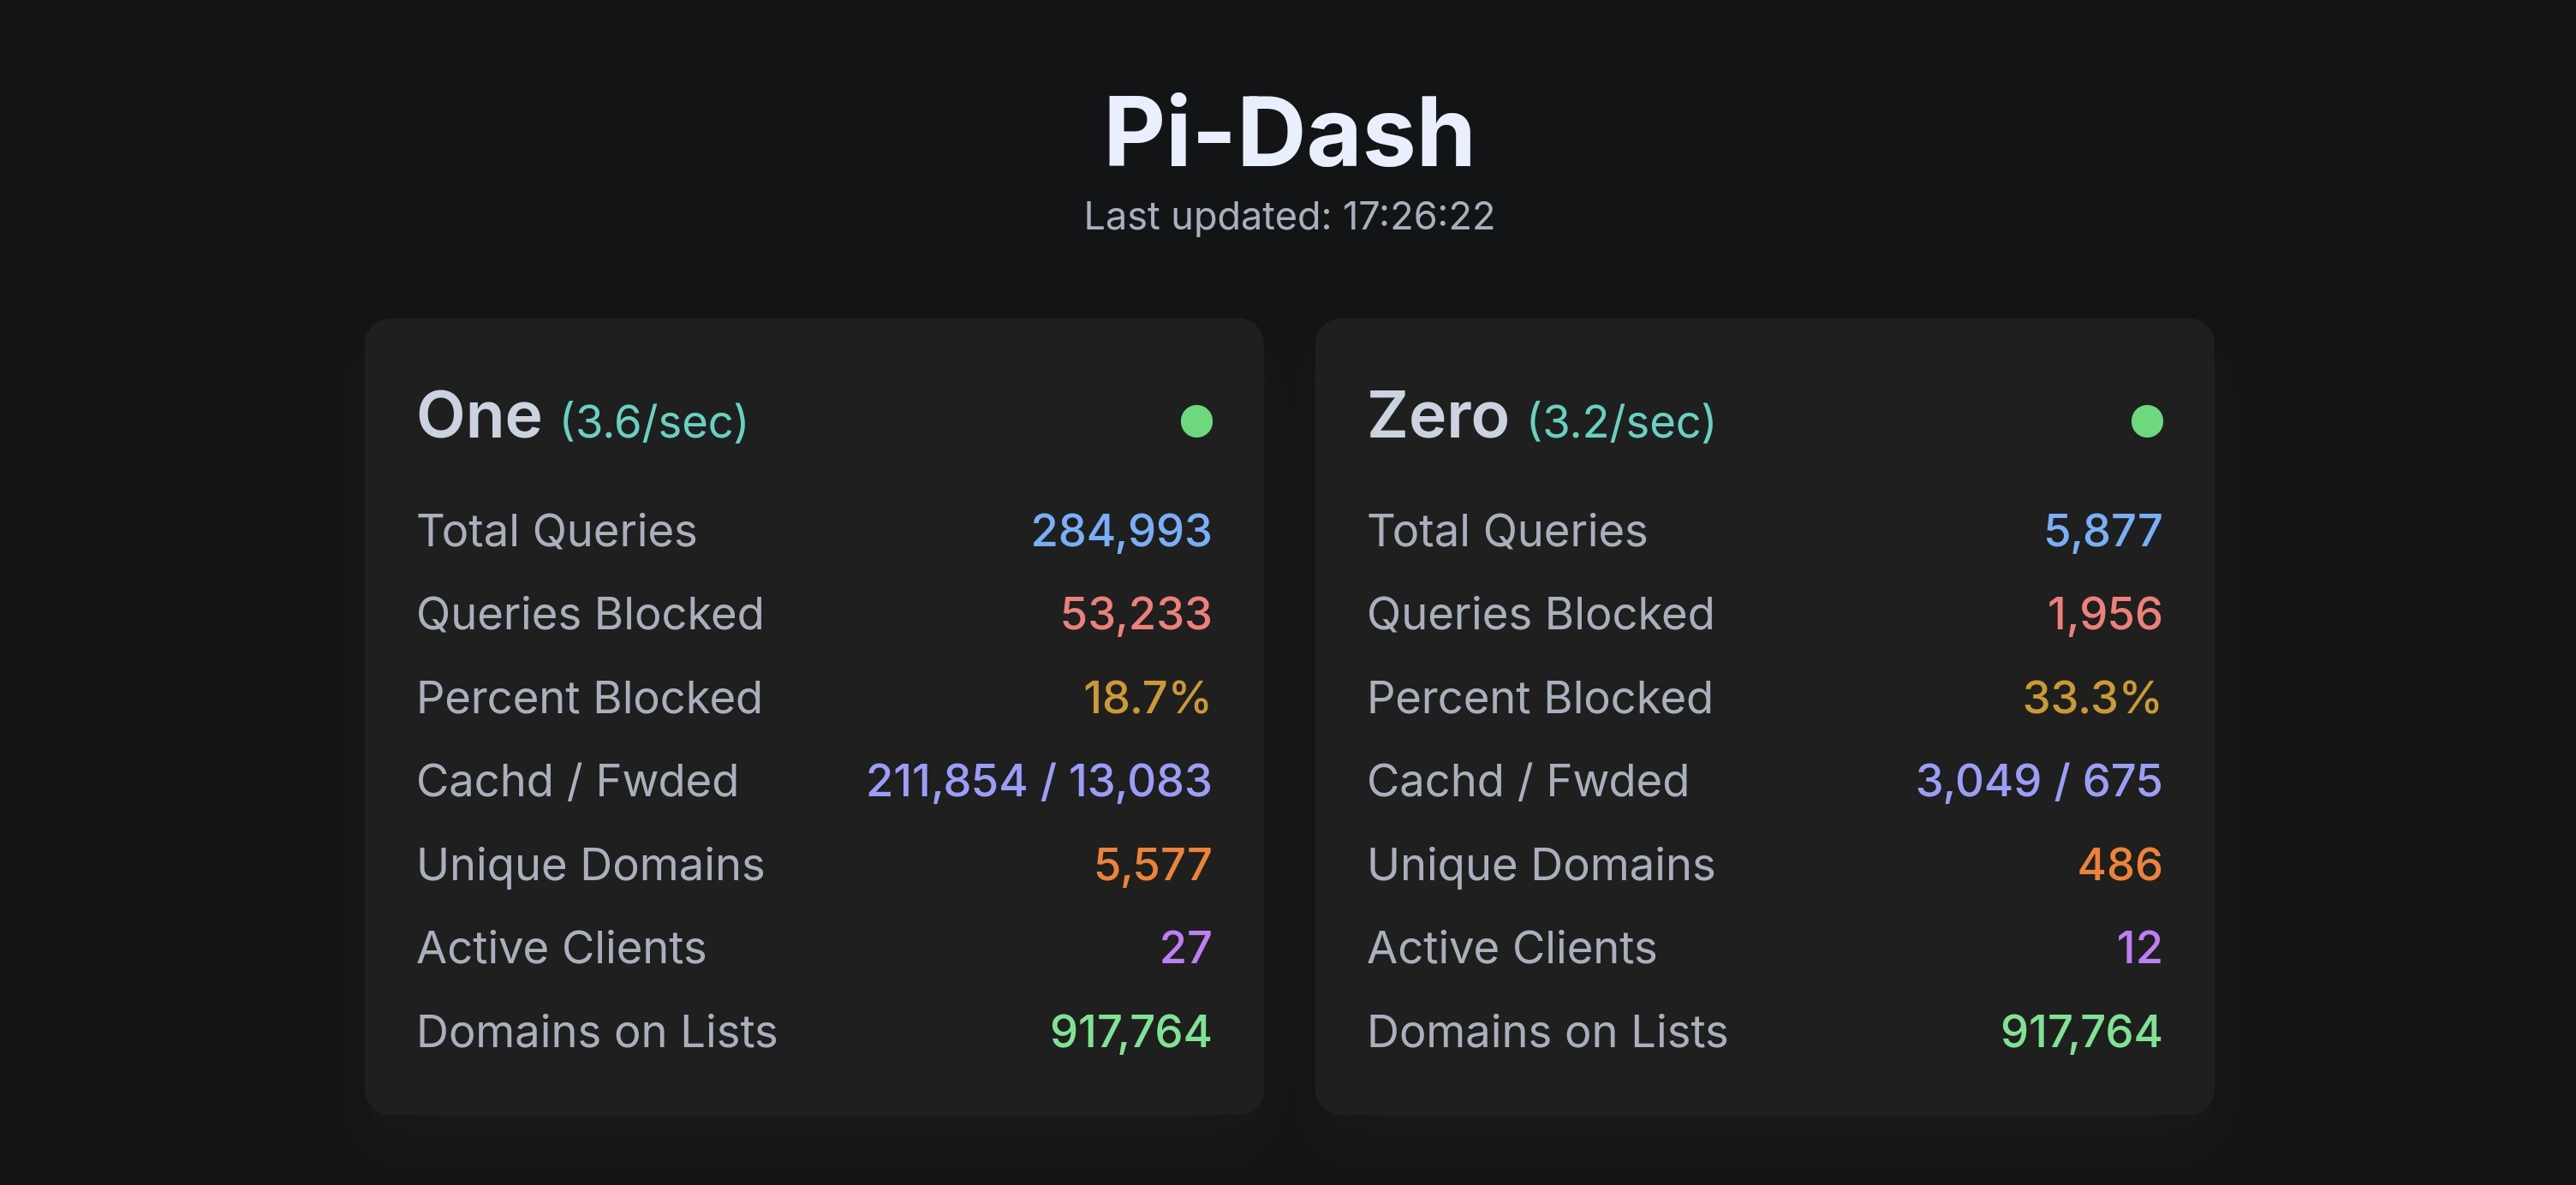 Pi-Dash
Last updated: 17:26:22
One (3.6/sec)
Total Queries 284,993
Queries Blocked 53,233
Percent Blocked 18.7%
Cachd / Fwded 211,854 / 13,083
Unique Domains 5,577
Active Clients 27
Domains on Lists 917,764
Zero (3.2/sec)
Total Queries 5,877
Queries Blocked 1,956
Percent Blocked 33.3%
Cachd / Fwded 3,049 / 675
Unique Domains 486
Active Clients 12
Domains on Lists 917,764